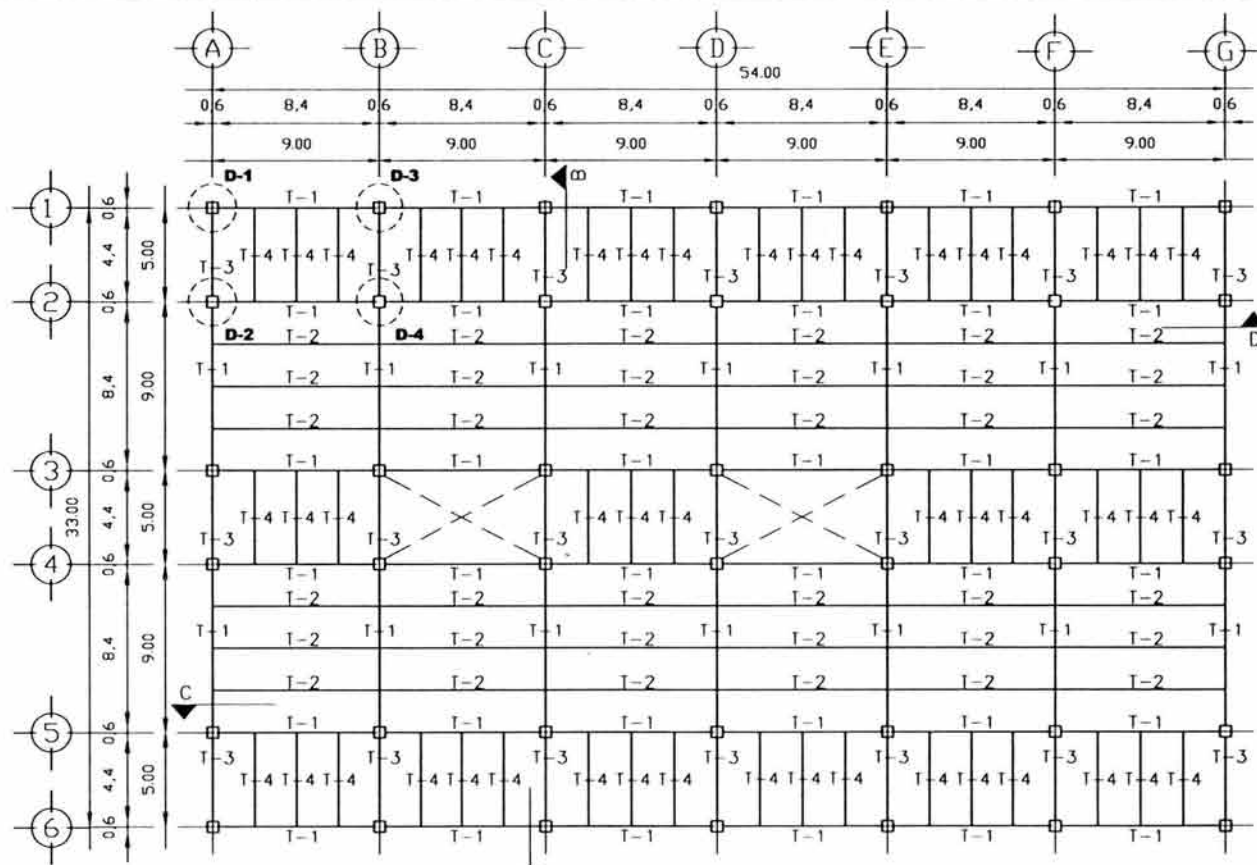 A B C D E F G
54.00
0,6 8,4 0,6 8,4 0,6 8,4 0,6 8,4 0,6 8,4 0,6 8,4 0,6
9.00 9.00 9.00 9.00 9.00 9.00
D-1 D-3 B
1 0,6 T-1 T-1 T-1 T-1 T-1 T-1
4,4 5.00 T-4 T-4 T-4 T-4 T-4 T-4 T-4 T-4 T-4 T-4 T-4 T-4 T-4 T-4 T-4 T-4 T-4 T-4
T-3 T-3 T-3 T-3 T-3 T-3 T-3
2 0,6 T-1 T-1 T-1 T-1 T-1 T-1
D-2 D-4 T-2 T-2 T-2 T-2 T-2 T-2 D
8,4 9.00 T-1 T-2 T-1 T-2 T-1 T-2 T-1 T-2 T-1 T-2 T-1 T-2 T-1
T-2 T-2 T-2 T-2 T-2 T-2
3 0,6 T-1 T-1 T-1 T-1 T-1 T-1
33.00 4,4 5.00 T-4 T-4 T-4 T-4 T-4 T-4 T-4 T-4 T-4 T-4 T-4 T-4
T-3 T-3 T-3 T-3 T-3 T-3 T-3
4 0,6 T-1 T-1 T-1 T-1 T-1 T-1
T-2 T-2 T-2 T-2 T-2 T-2
8,4 9.00 T-1 T-2 T-1 T-2 T-1 T-2 T-1 T-2 T-1 T-2 T-1 T-2 T-1
C T-2 T-2 T-2 T-2 T-2 T-2
5 0,6 T-1 T-1 T-1 T-1 T-1 T-1
T-3 T-3 T-3 T-3 T-3 T-3 T-3
4,4 5.00 T-4 T-4 T-4 T-4 T-4 T-4 T-4 T-4 T-4 T-4 T-4 T-4 T-4 T-4 T-4 T-4 T-4 T-4
6 0,6 T-1 T-1 T-1 T-1 T-1 T-1